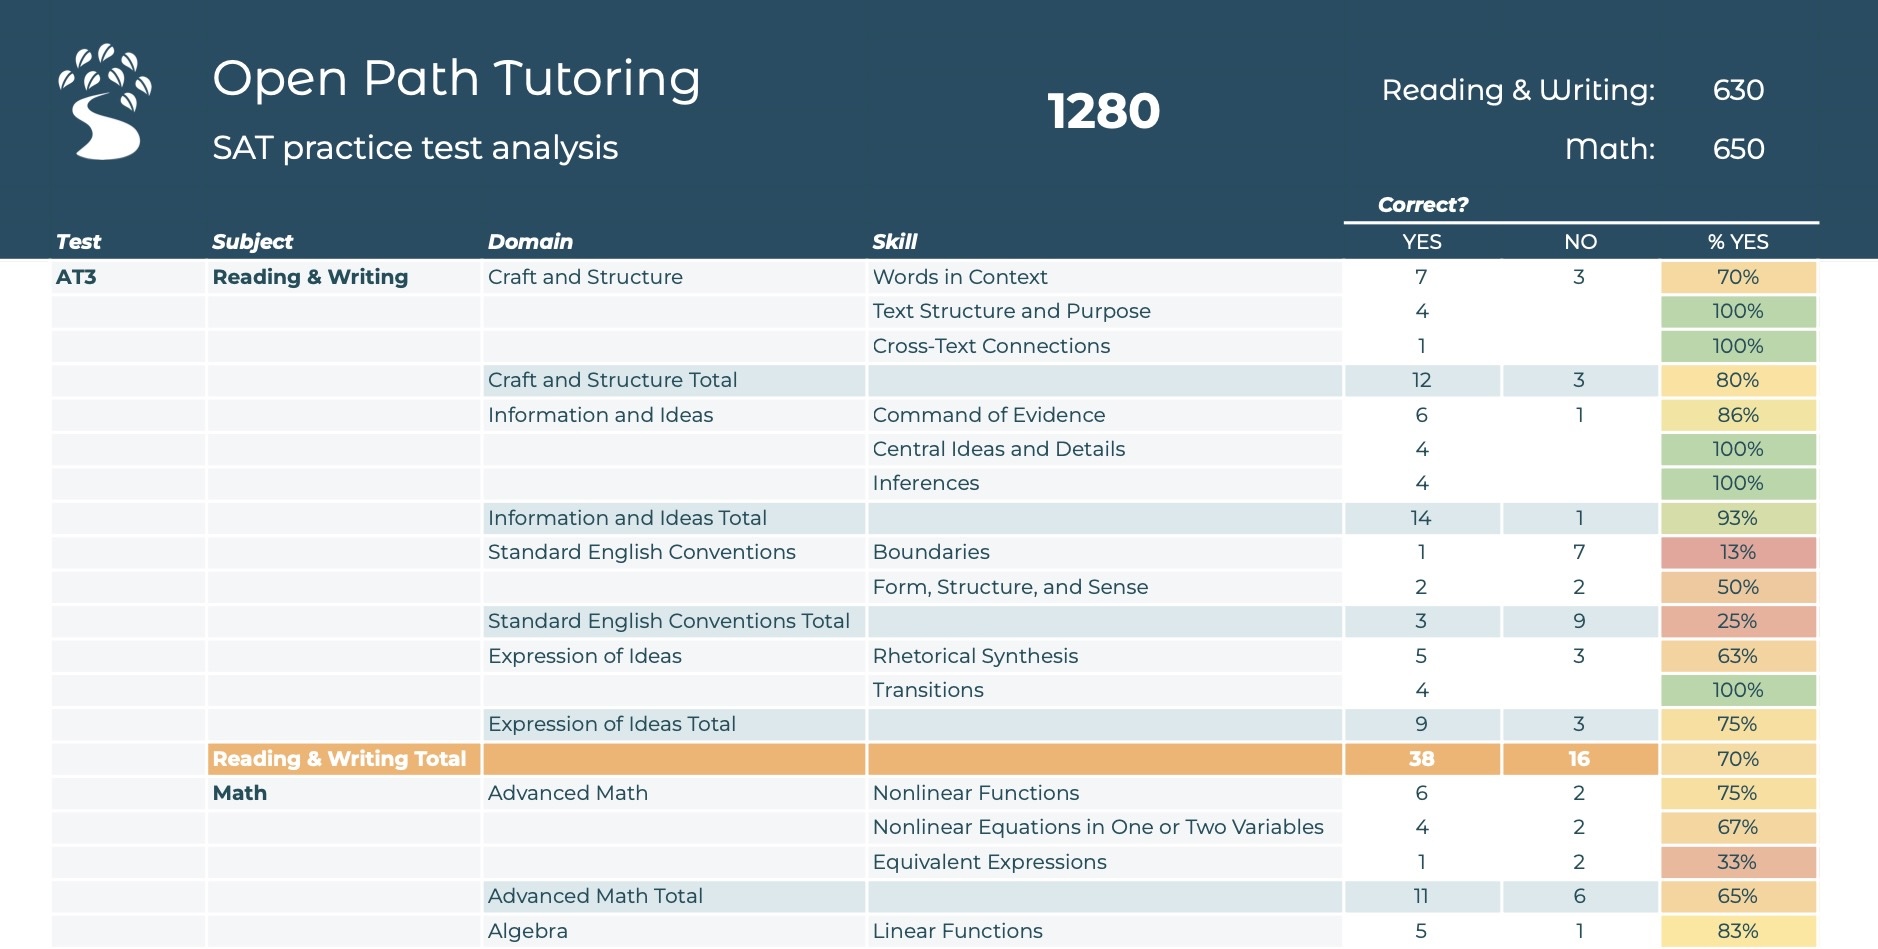 Open Path Tutoring
SAT practice test analysis
1280
Reading & Writing: 630
Math: 650
Correct?
Test Subject Domain Skill YES NO % YES
AT3 Reading & Writing Craft and Structure Words in Context 7 3 70%
Text Structure and Purpose 4 100%
Cross-Text Connections 1 100%
Craft and Structure Total 12 3 80%
Information and Ideas Command of Evidence 6 1 86%
Central Ideas and Details 4 100%
Inferences 4 100%
Information and Ideas Total 14 1 93%
Standard English Conventions Boundaries 1 7 13%
Form, Structure, and Sense 2 2 50%
Standard English Conventions Total 3 9 25%
Expression of Ideas Rhetorical Synthesis 5 3 63%
Transitions 4 100%
Expression of Ideas Total 9 3 75%
Reading & Writing Total 38 16 70%
Math Advanced Math Nonlinear Functions 6 2 75%
Nonlinear Equations in One or Two Variables 4 2 67%
Equivalent Expressions 1 2 33%
Advanced Math Total 11 6 65%
Algebra Linear Functions 5 1 83%